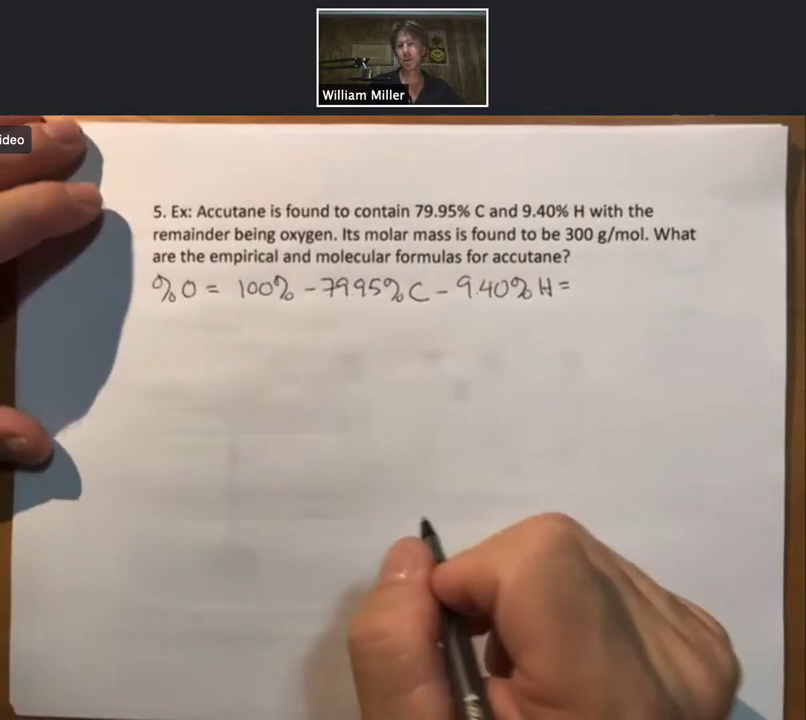 William Miller
ideo
5. Ex: Accutane is found to contain 79.95% C and 9.40% H with the
remainder being oxygen. Its molar mass is found to be 300 g/mol. What
are the empirical and molecular formulas for accutane?
%O = 100% - 79.95% C - 9.40% H =